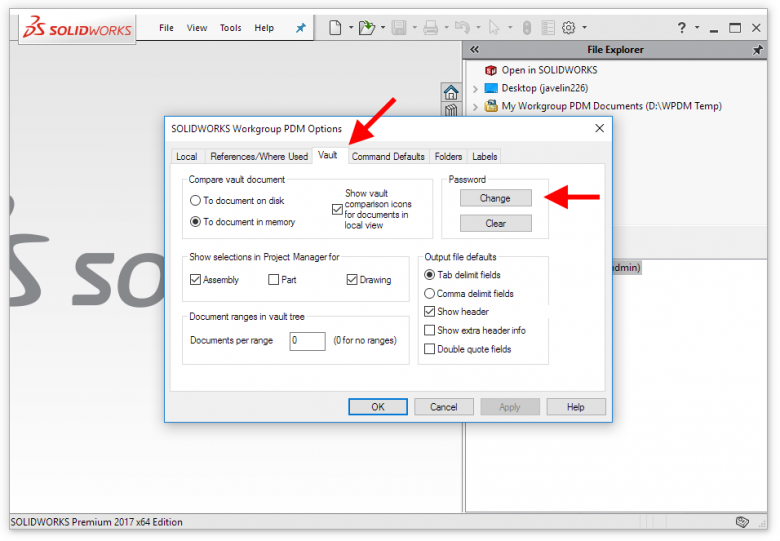 SOLIDWORKS
File View Tools Help
?
File Explorer
Open in SOLIDWORKS
Desktop (javelin226)
My Workgroup PDM Documents (D:\WPDM Temp)
SOLIDWORKS Workgroup PDM Options
Local References/Where Used Vault Command Defaults Folders Labels
Compare vault document
To document on disk
To document in memory
Show vault
comparison icons
for documents in
local view
Password
Change
Clear
Show selections in Project Manager for
Assembly Part Drawing
Document ranges in vault tree
Documents per range 0 (0 for no ranges)
Output file defaults
Tab delimit fields
Comma delimit fields
Show header
Show extra header info
Double quote fields
OK Cancel Apply Help
dmin)
S SO
SOLIDWORKS Premium 2017 x64 Edition